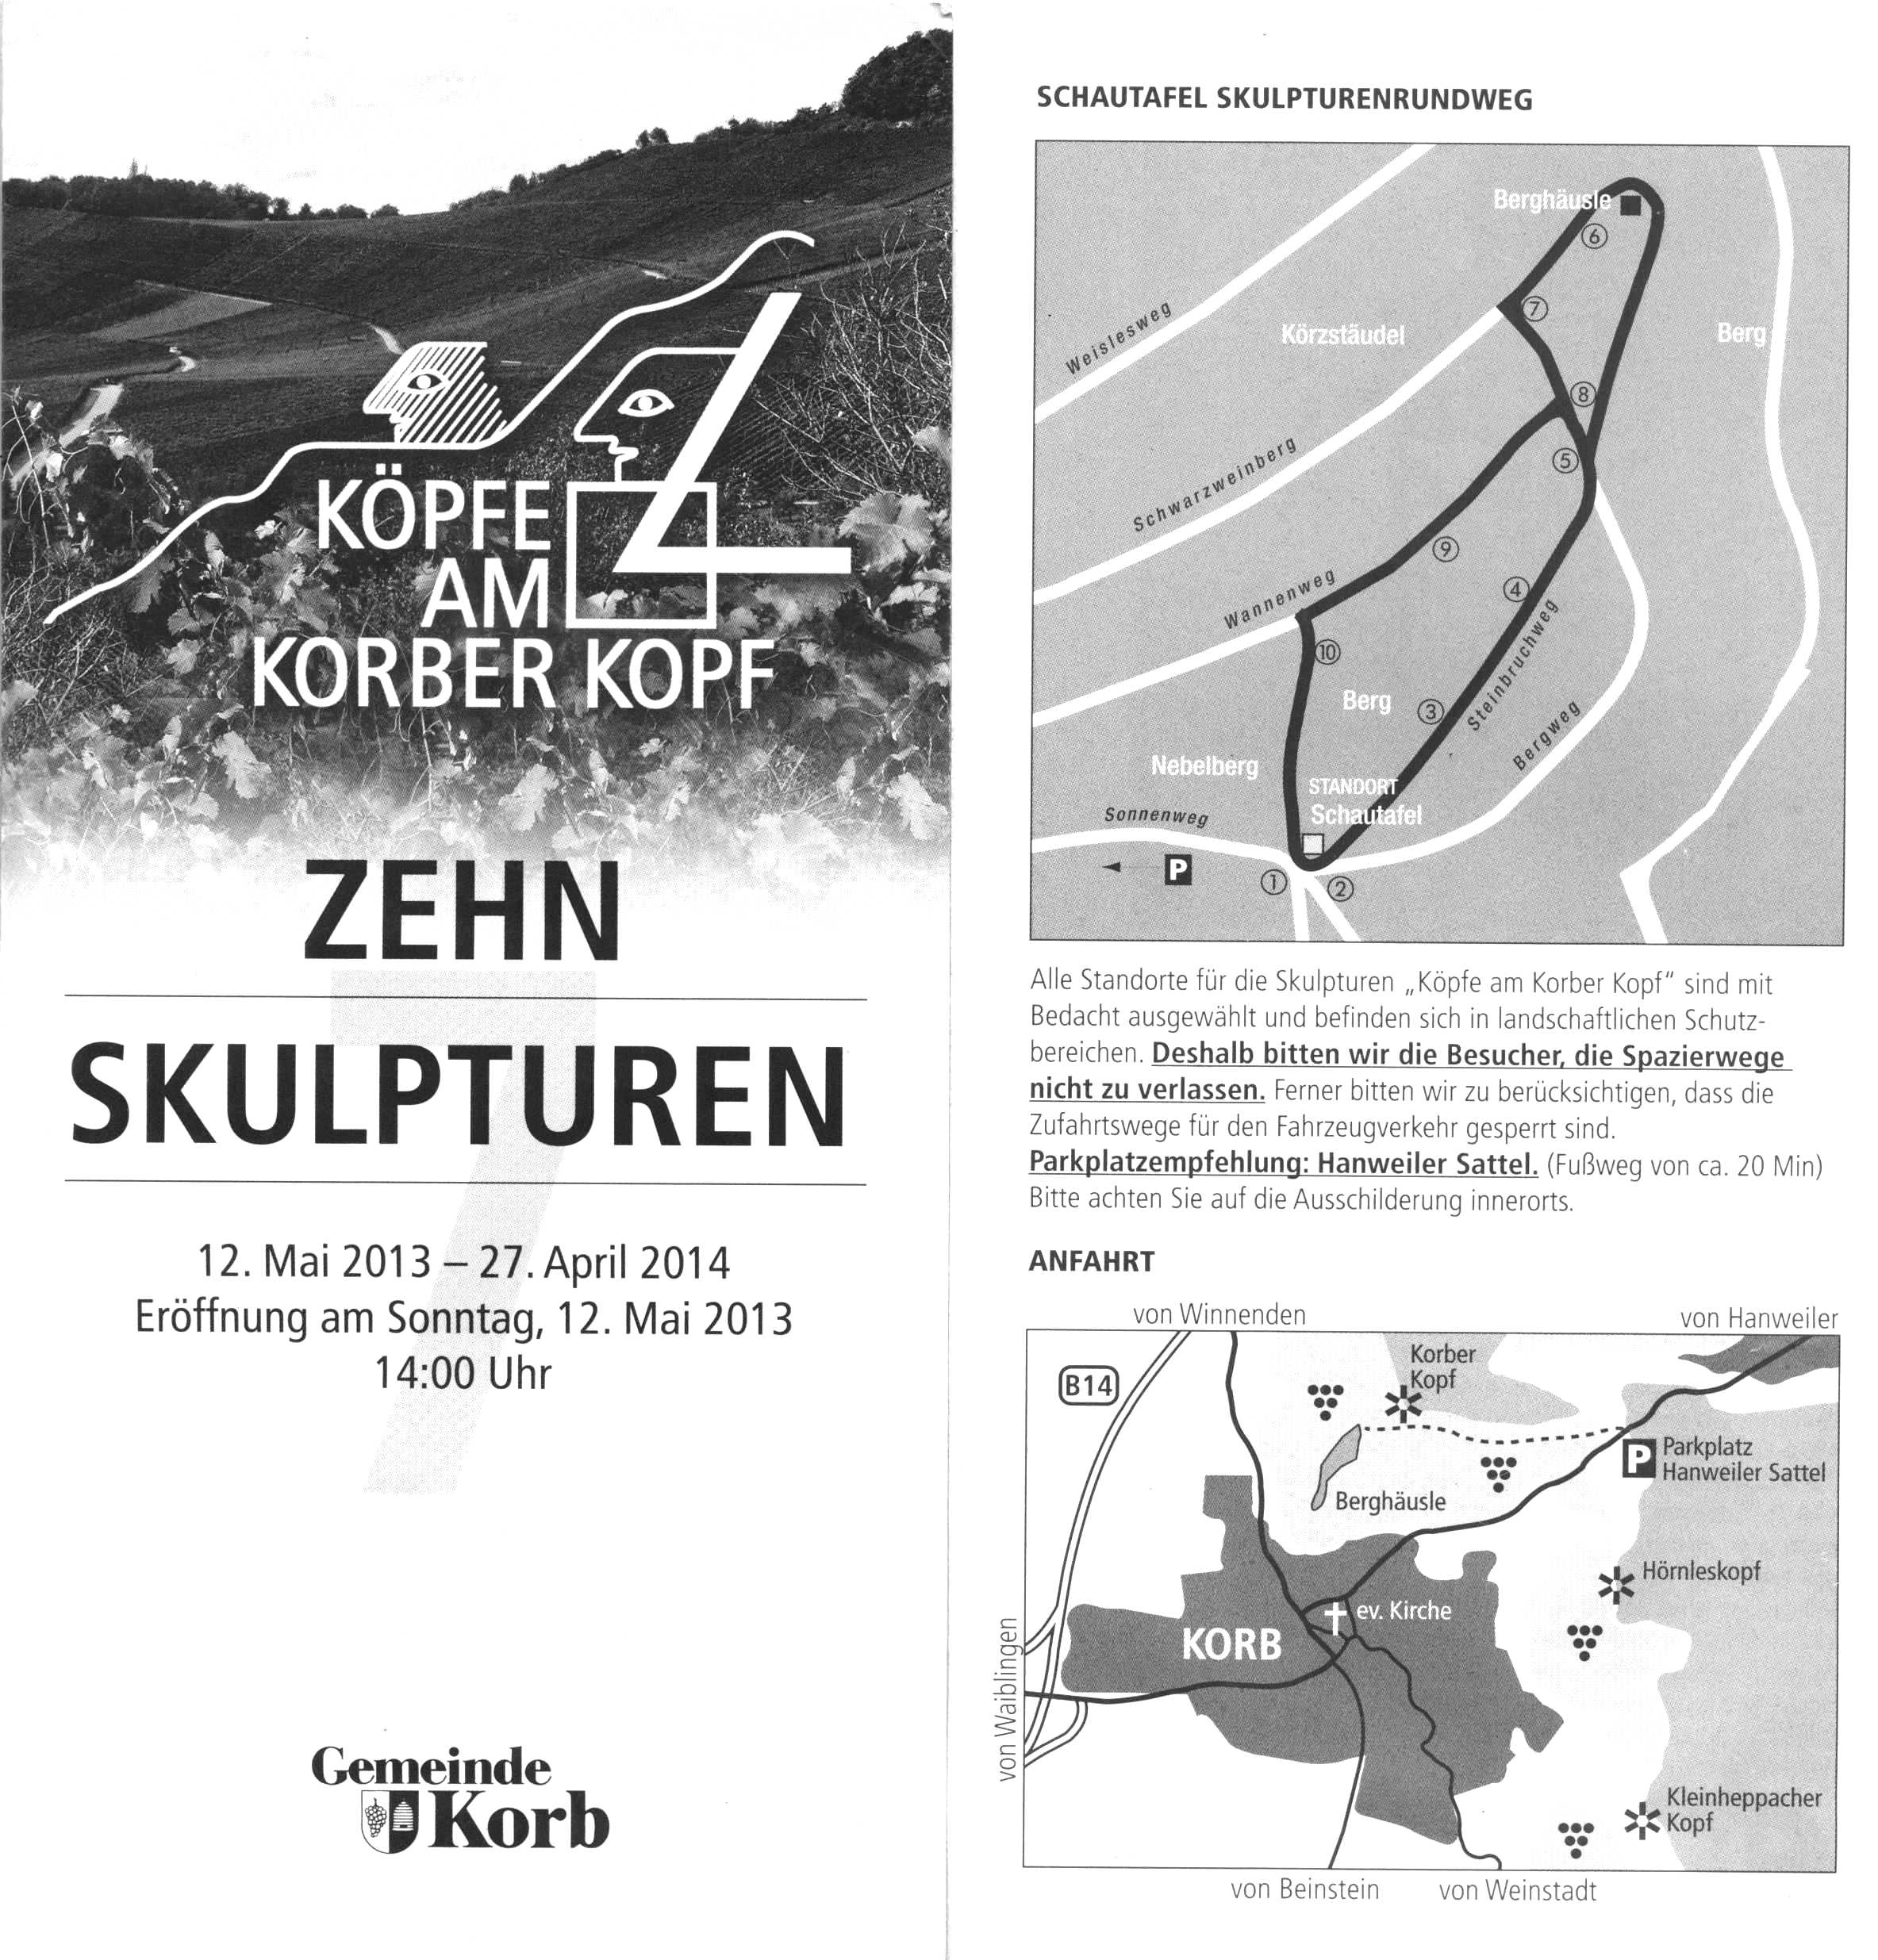 KÖPFE
AM
KORBER KOPF
ZEHN
7
SKULPTUREN
12. Mai 2013 – 27. April 2014
Eröffnung am Sonntag, 12. Mai 2013
14:00 Uhr
Gemeinde
Korb
SCHAUTAFEL SKULPTURENRUNDWEG
Berghäusle
6
7
Weislesweg
Körzstäudel
Berg
8
Schwarzweinberg
5
9
Wannenweg
4
10
Steinbruchweg
Berg
3
Bergweg
Nebelberg
STANDORT
Schautafel
Sonnenweg
P
1
2
Alle Standorte für die Skulpturen „Köpfe am Korber Kopf“ sind mit
Bedacht ausgewählt und befinden sich in landschaftlichen Schutz-
bereichen. Deshalb bitten wir die Besucher, die Spazierwege
nicht zu verlassen. Ferner bitten wir zu berücksichtigen, dass die
Zufahrtswege für den Fahrzeugverkehr gesperrt sind.
Parkplatzempfehlung: Hanweiler Sattel. (Fußweg von ca. 20 Min)
Bitte achten Sie auf die Ausschilderung innerorts.
ANFAHRT
von Winnenden
von Hanweiler
B14
Korber
Kopf
P
Parkplatz
Hanweiler Sattel
Berghäusle
Hörnleskopf
ev. Kirche
KORB
von Waiblingen
Kleinheppacher
Kopf
von Beinstein
von Weinstadt